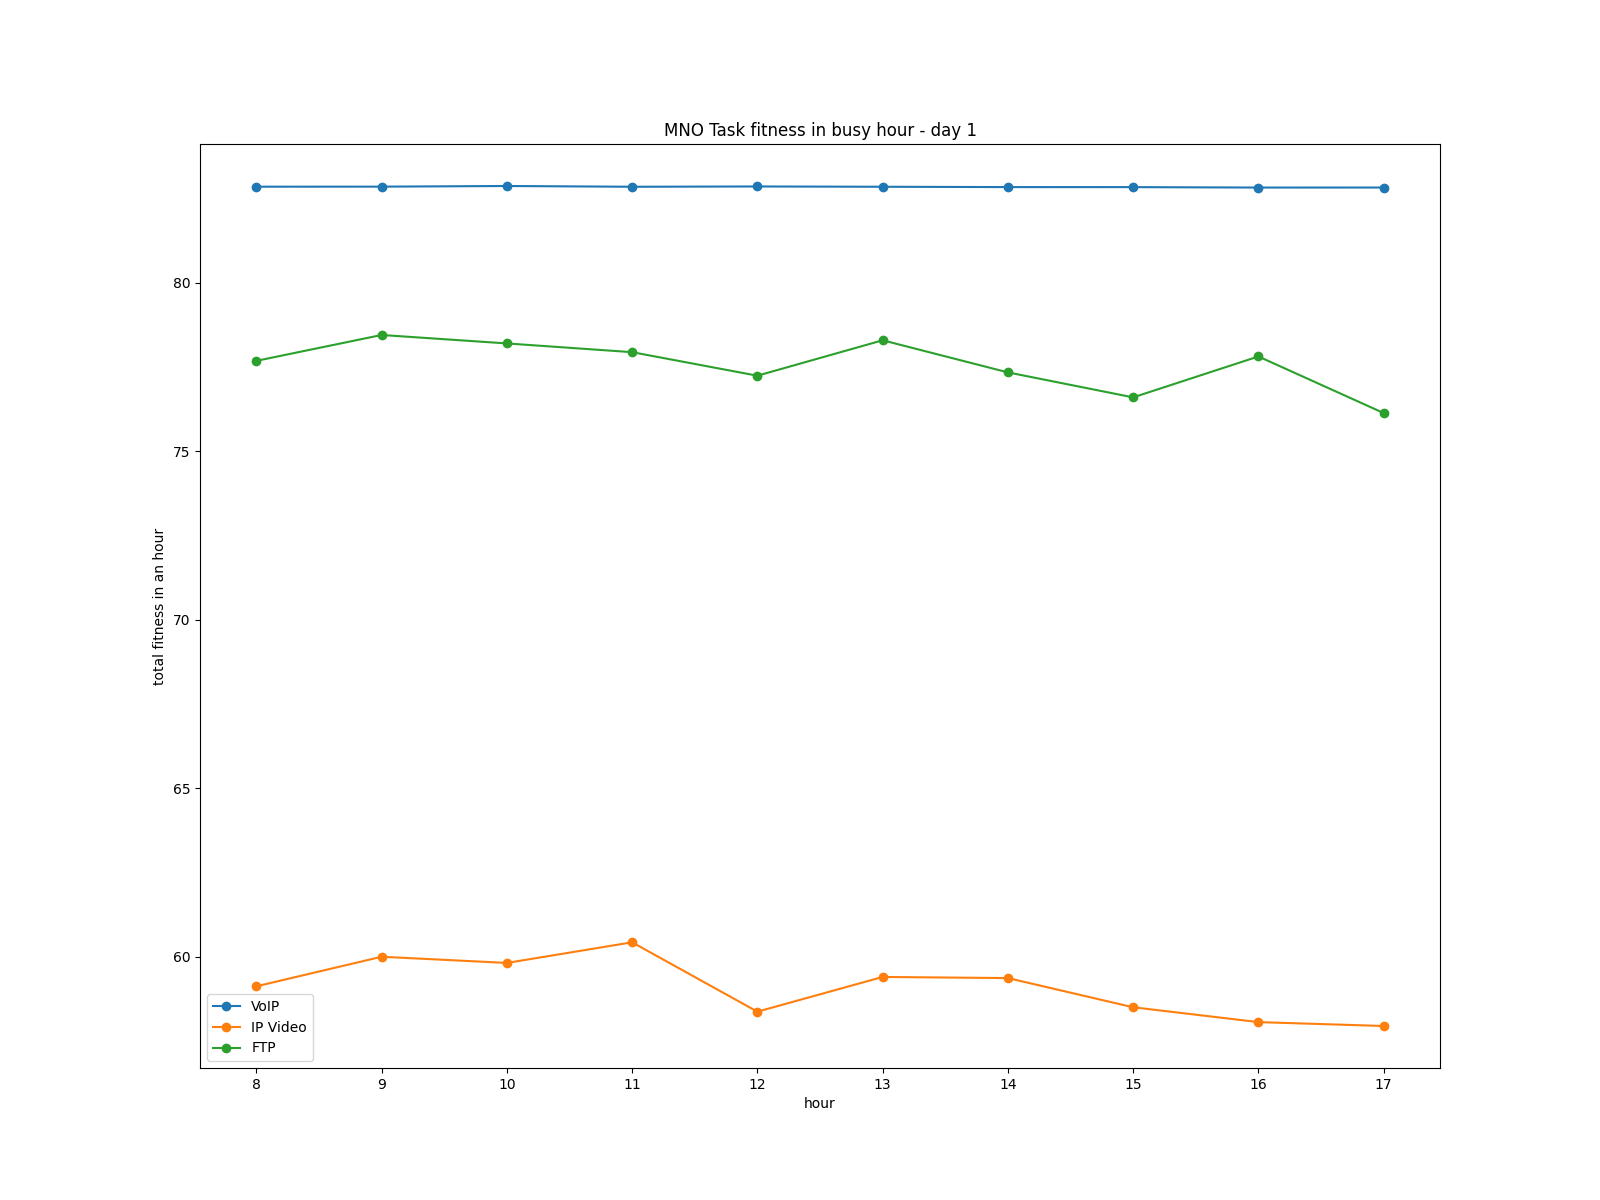 MNO Task fitness in busy hour - day 1
total fitness in an hour
80
75
70
65
60
VoIP
IP Video
FTP
8 9 10 11 12 13 14 15 16 17
hour